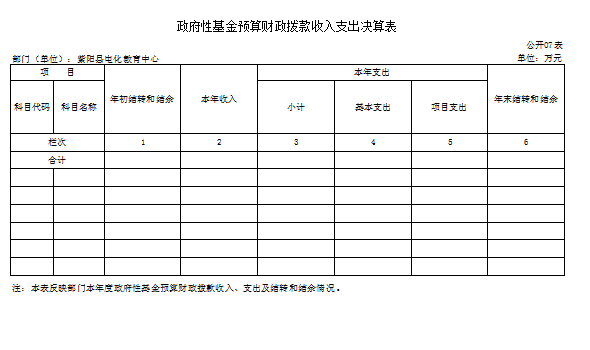 政府性基金预算财政拨款收入支出决算表
公开07表
部门（单位）：紫阳县电化教育中心 单位：万元
项 目 年初结转和结余 本年收入 本年支出 年末结转和结余
科目代码 科目名称 小计 基本支出 项目支出
栏次 1 2 3 4 5 6
合计
注：本表反映部门本年度政府性基金预算财政拨款收入、支出及结转和结余情况。